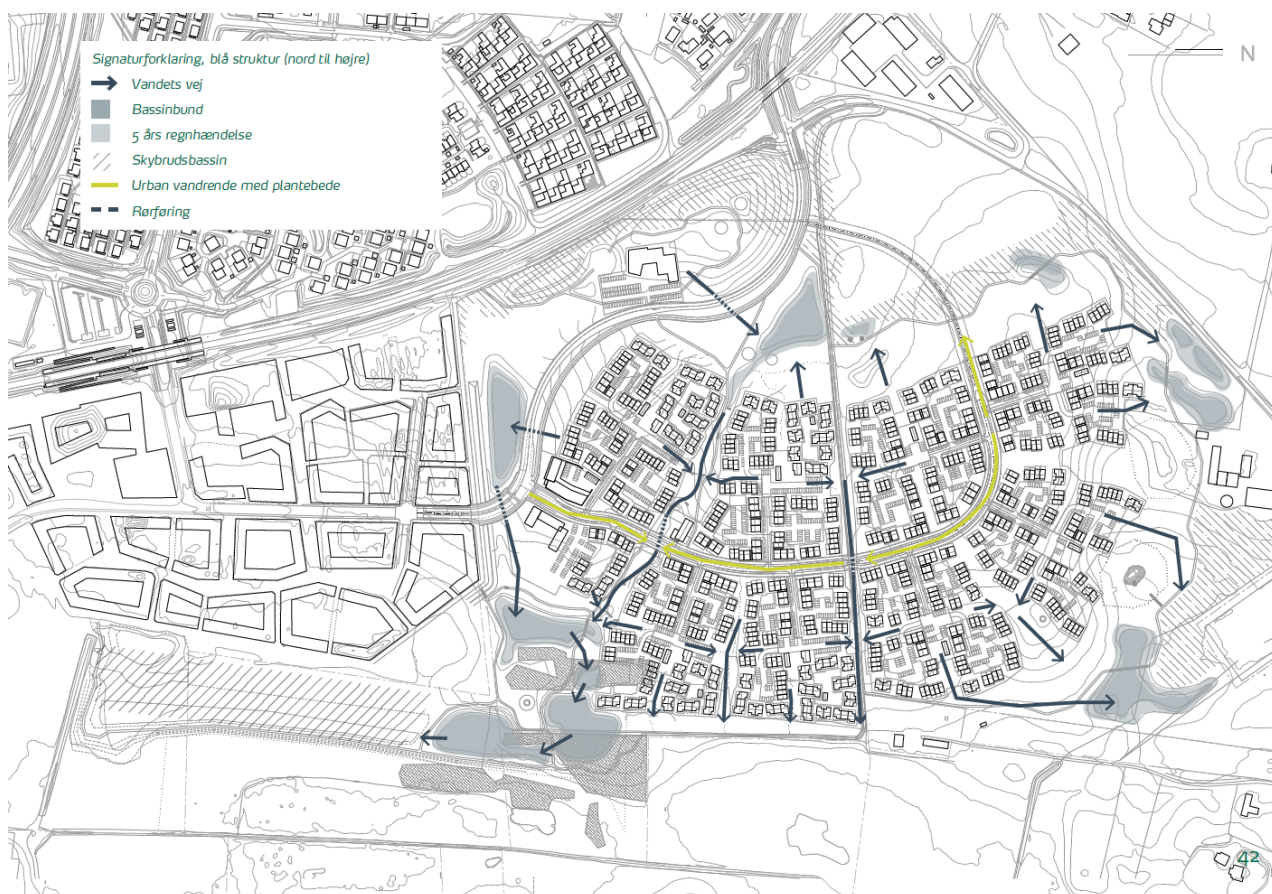 Signaturforklaring, blå struktur (nord til højre)
Vandets vej
Bassinbund
5 års regnhændelse
Skybrudsbassin
Urban vandrende med plantebede
Rørføring
N
42